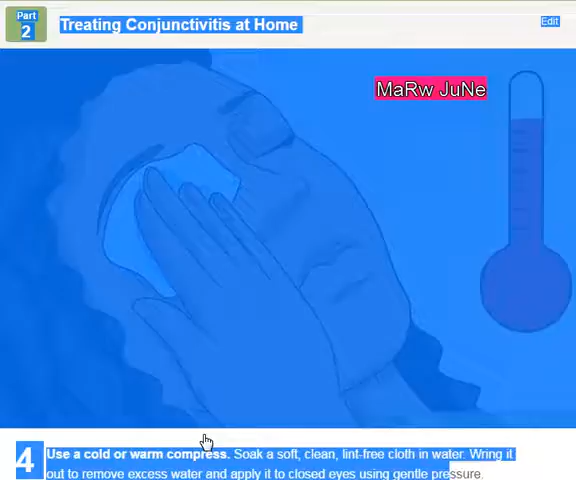 Part
2
Treating Conjunctivitis at Home
Edit
MaRw JuNe
4
Use a cold or warm compress. Soak a soft, clean, lint-free cloth in water. Wring it
out to remove excess water and apply it to closed eyes using gentle pressure.